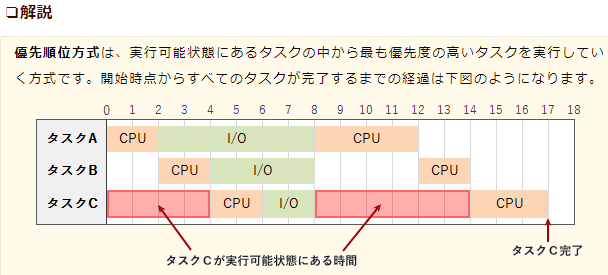 ❏解説
優先順位方式は、実行可能状態にあるタスクの中から最も優先度の高いタスクを実行してい
く方式です。開始時点からすべてのタスクが完了するまでの経過は下図のようになります。
0 1 2 3 4 5 6 7 8 9 10 11 12 13 14 15 16 17 18
タスクA CPU I/O CPU
タスクB CPU I/O CPU
タスクC CPU I/O CPU
タスクCが実行可能状態にある時間
タスクC完了